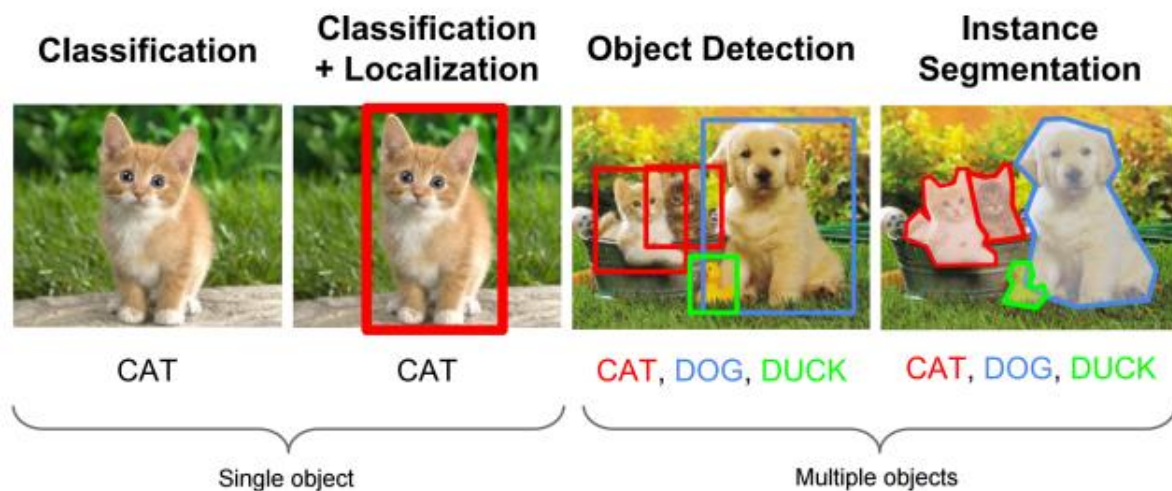 Classification
Classification
+ Localization
Object Detection
Instance
Segmentation
CAT
CAT
CAT, DOG, DUCK
CAT, DOG, DUCK
Single object
Multiple objects